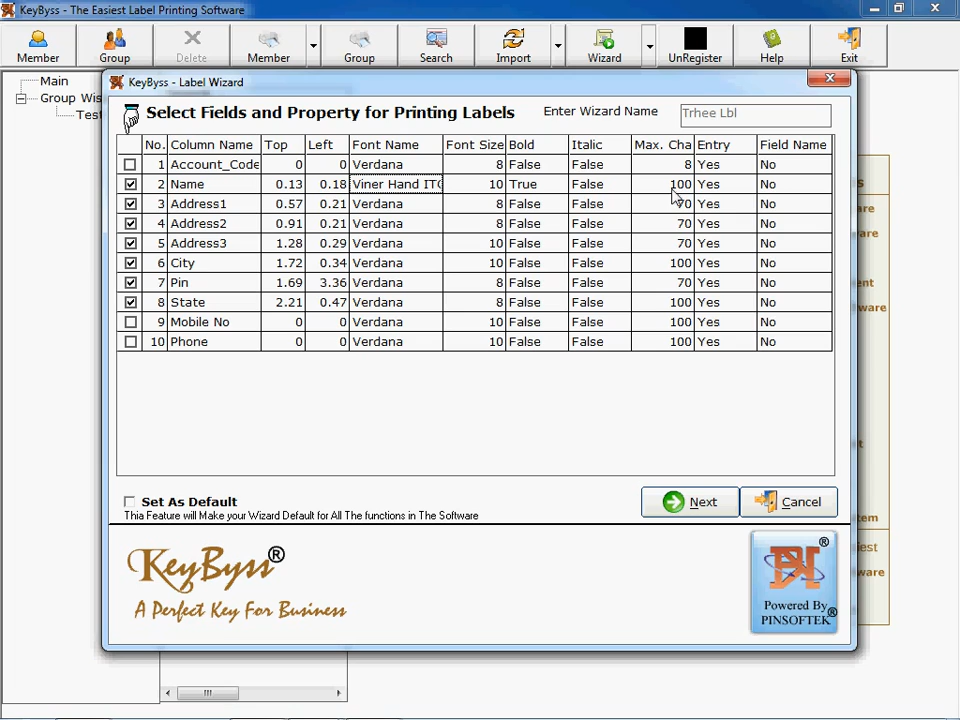 KeyByss - The Easiest Label Printing Software
Member Group Delete Member Group Search Import Wizard UnRegister Help Exit
Main
Group Wis
Test
KeyByss - Label Wizard
Select Fields and Property for Printing Labels Enter Wizard Name Trhee Lbl
No. Column Name Top Left Font Name Font Size Bold Italic Max. Cha Entry Field Name
1 Account_Code 0 0 Verdana 8 False False 8 Yes No
2 Name 0.13 0.18 Viner Hand ITC 10 True False 100 Yes No
3 Address1 0.57 0.21 Verdana 8 False False 70 Yes No
4 Address2 0.91 0.21 Verdana 8 False False 70 Yes No
5 Address3 1.28 0.29 Verdana 10 False False 70 Yes No
6 City 1.72 0.34 Verdana 10 False False 100 Yes No
7 Pin 1.69 3.36 Verdana 8 False False 70 Yes No
8 State 2.21 0.47 Verdana 8 False False 100 Yes No
9 Mobile No 0 0 Verdana 10 False False 100 Yes No
10 Phone 0 0 Verdana 10 False False 100 Yes No
Set As Default
Thia Feature will Make your Wizard Default for All The functions in The Software
Next Cancel
KeyByss®
A Perfect Key For Business
®
Powered By
PINSOFTEK®